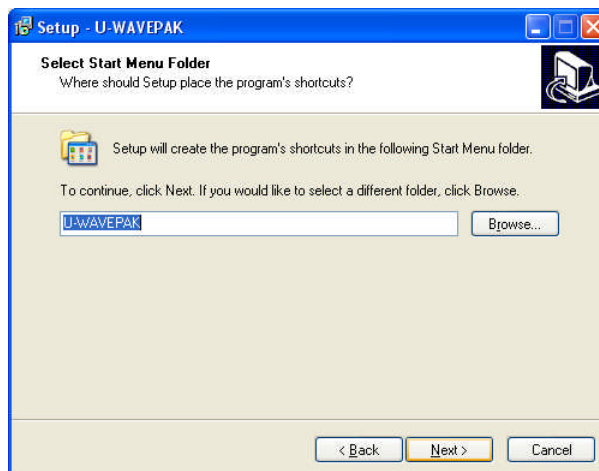 Setup - U-WAVEPAK
Select Start Menu Folder
Where should Setup place the program's shortcuts?
Setup will create the program's shortcuts in the following Start Menu folder.
To continue, click Next. If you would like to select a different folder, click Browse.
U-WAVEPAK
Browse...
< Back
Next >
Cancel